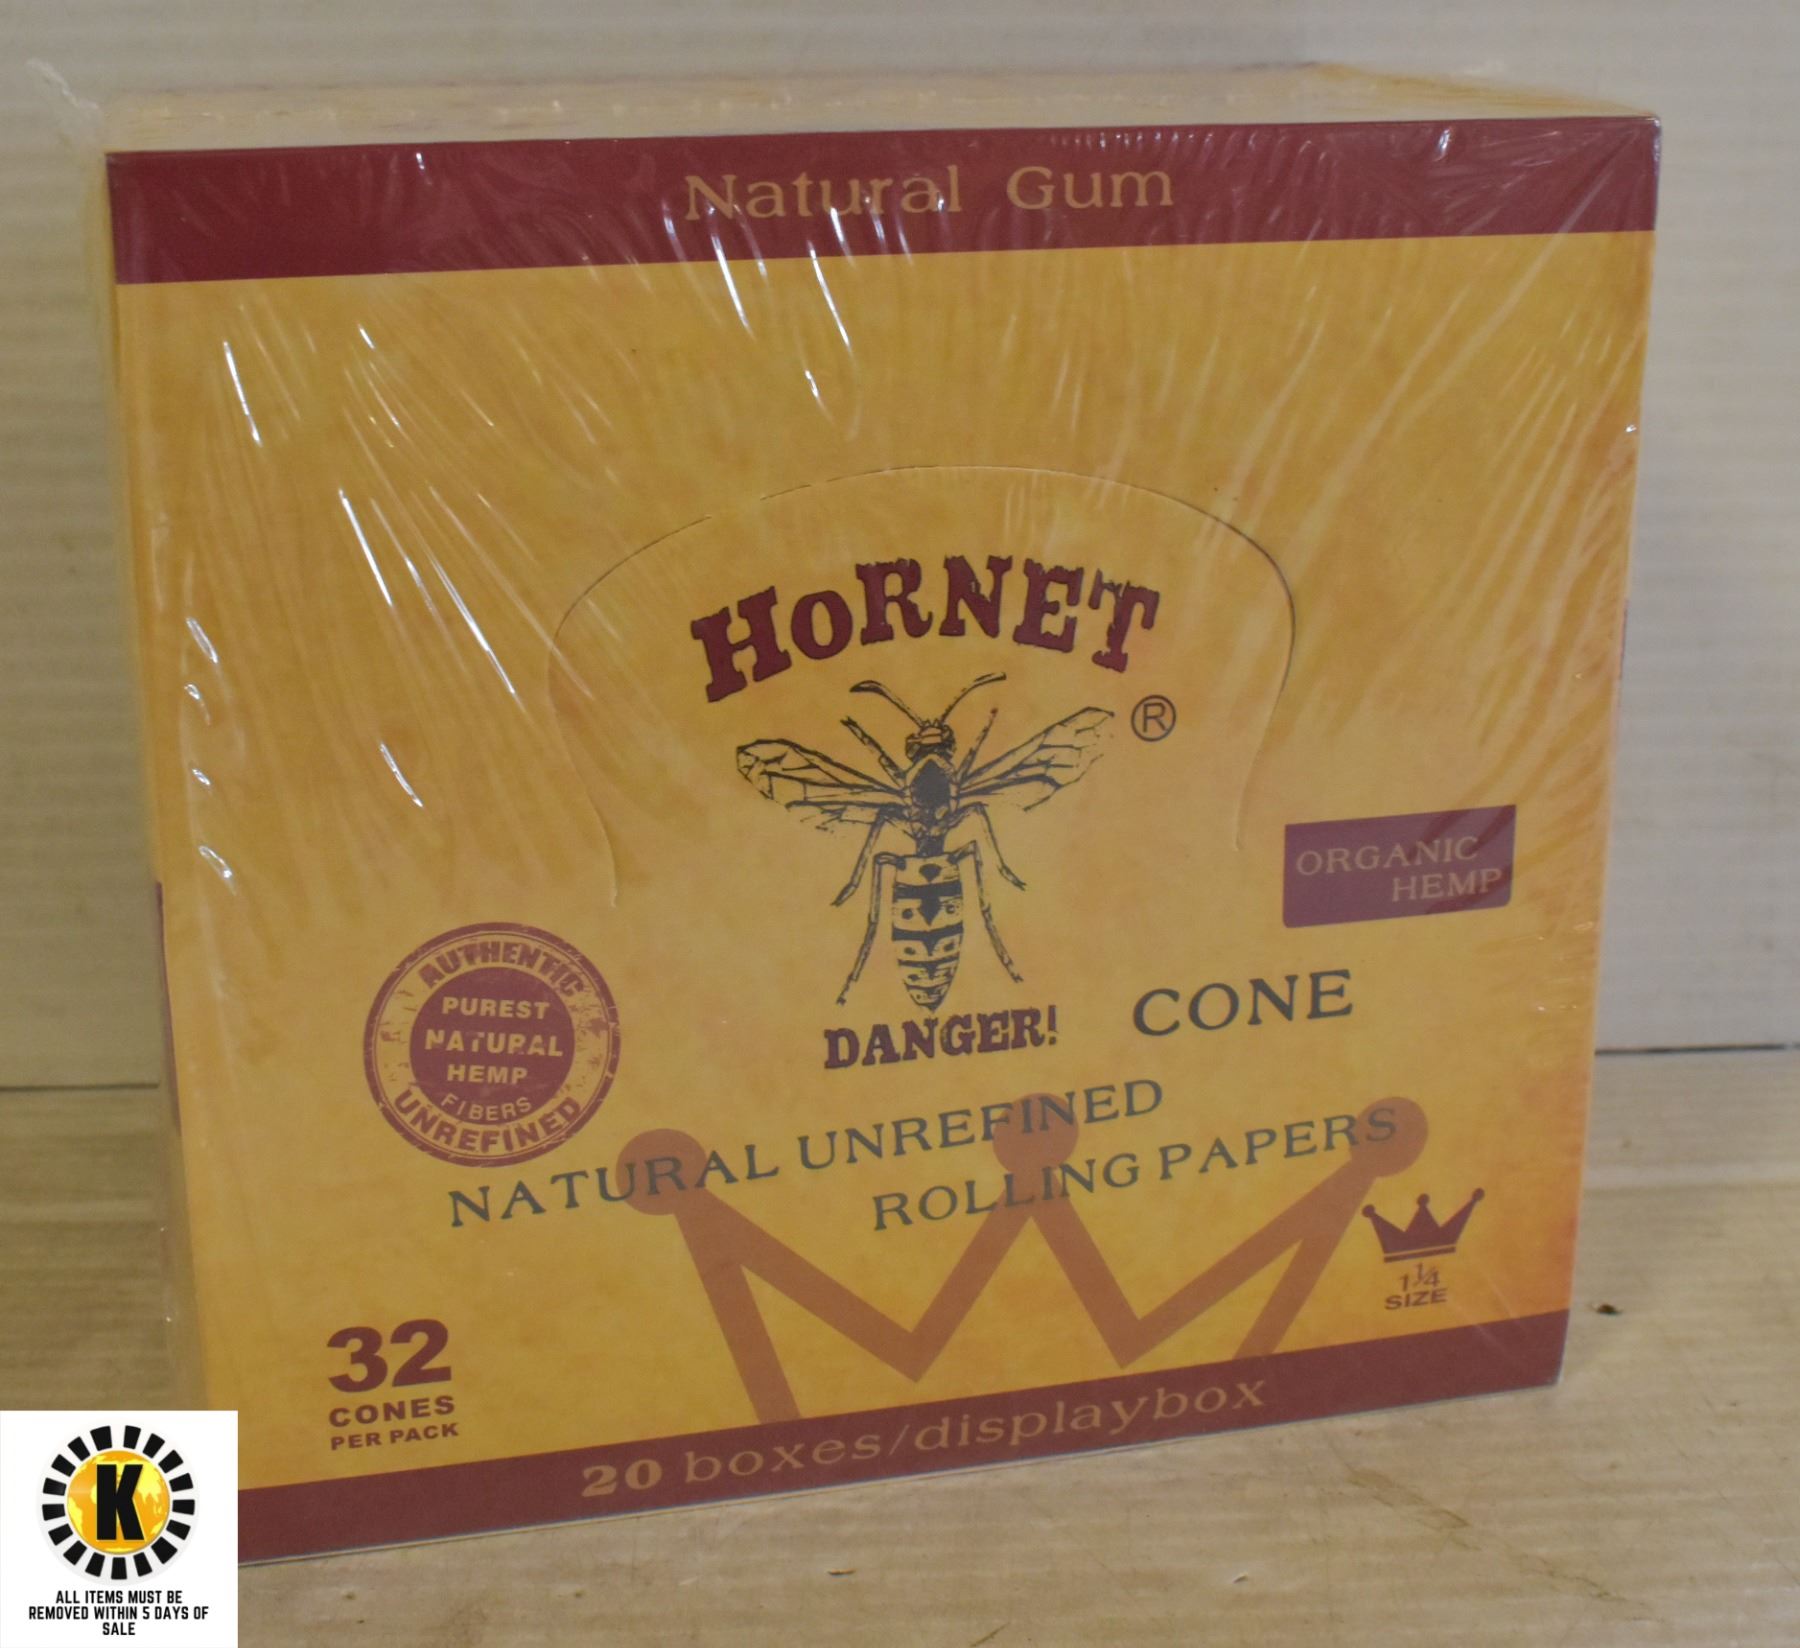 Natural Gum
HORNET
®
ORGANIC
HEMP
AUTHENTIC
PUREST
NATURAL
HEMP
FIBERS
UNREFINED
DANGER!
CONE
NATURAL UNREFINED
ROLLING PAPERS
1¼
SIZE
32
CONES
PER PACK
20 boxes/displaybox
K
ALL ITEMS MUST BE
REMOVED WITHIN 5 DAYS OF
SALE